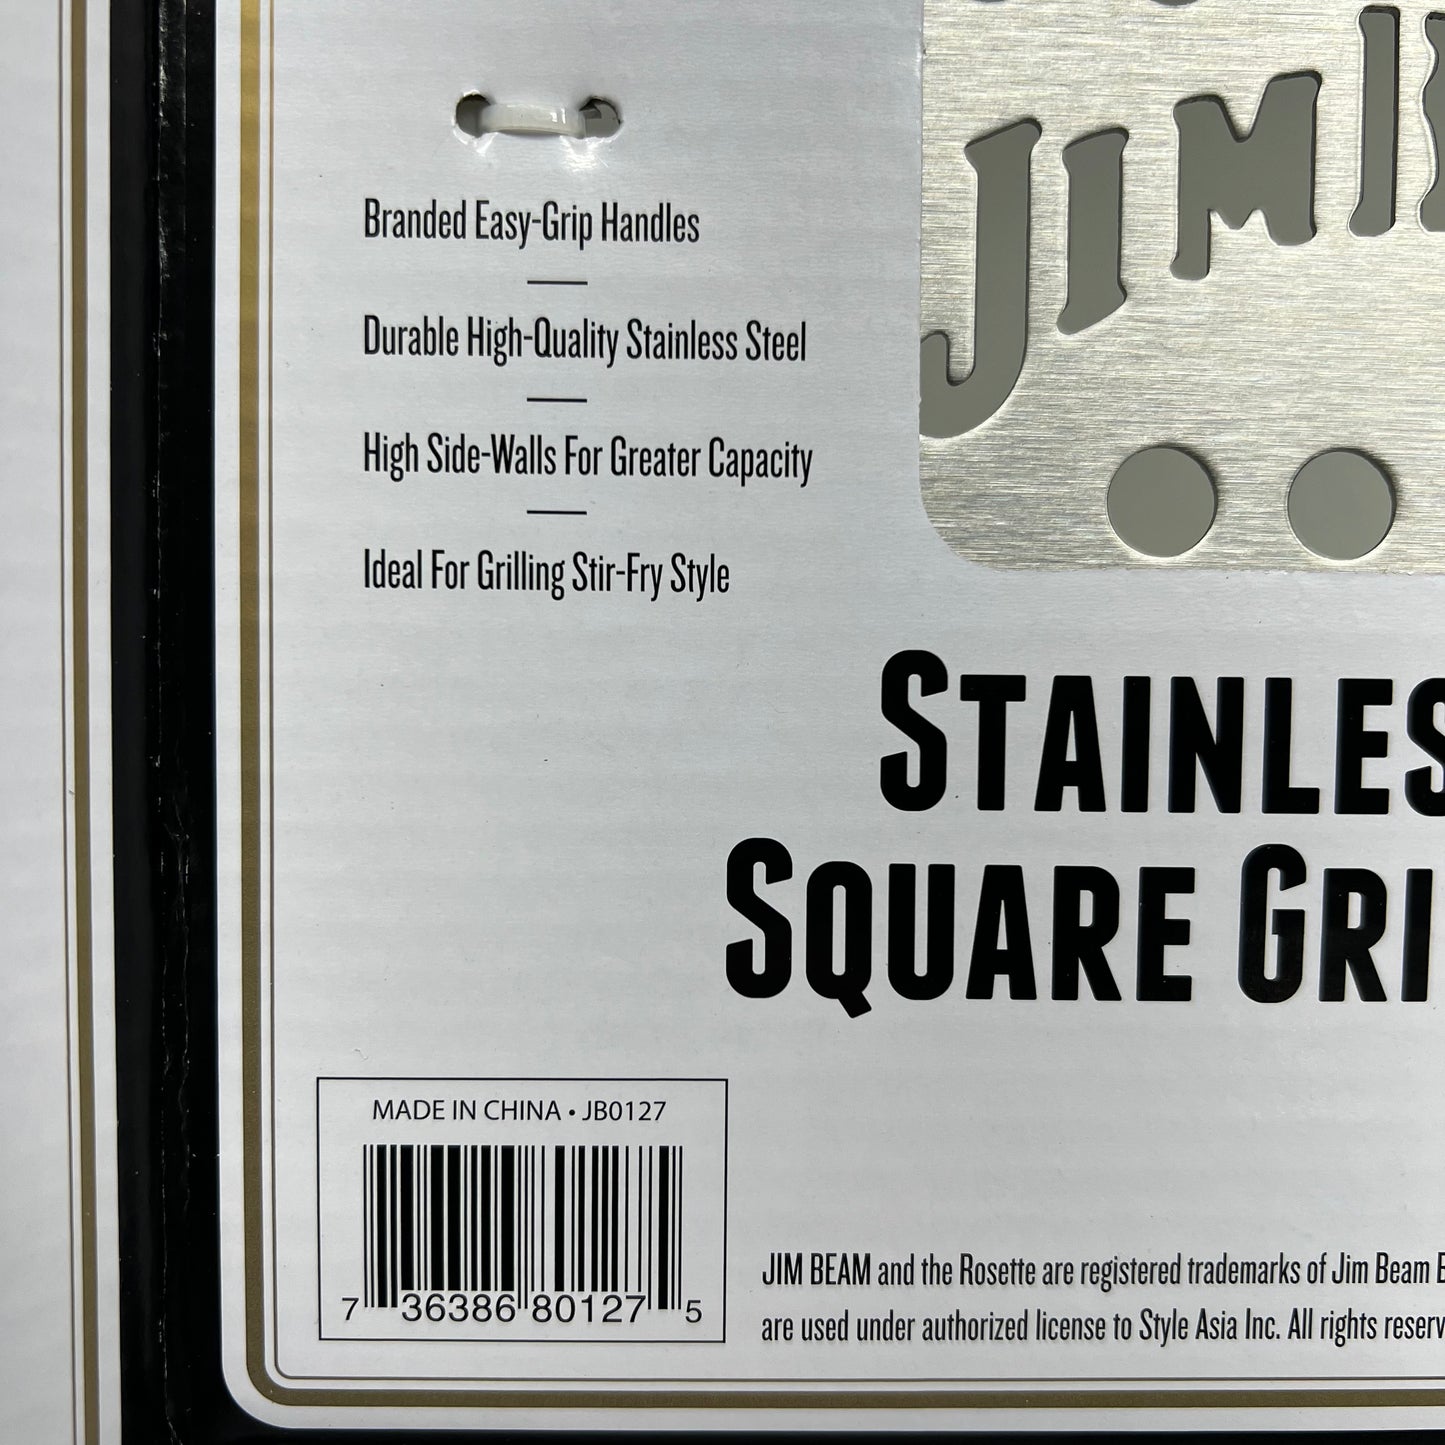 JIM
Branded Easy-Grip Handles
Durable High-Quality Stainless Steel
High Side-Walls For Greater Capacity
Ideal For Grilling Stir-Fry Style
STAINLES
SQUARE GRI
MADE IN CHINA • JB0127
7 36386 80127 5
JIM BEAM and the Rosette are registered trademarks of Jim Beam B
are used under authorized license to Style Asia Inc. All rights reserv